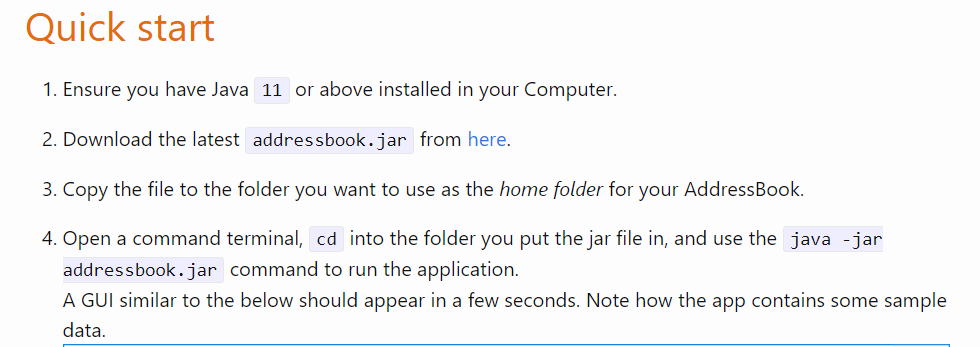 Quick start
1. Ensure you have Java 11 or above installed in your Computer.
2. Download the latest addressbook.jar from here.
3. Copy the file to the folder you want to use as the home folder for your AddressBook.
4. Open a command terminal, cd into the folder you put the jar file in, and use the java -jar
addressbook.jar command to run the application.
A GUI similar to the below should appear in a few seconds. Note how the app contains some sample
data.